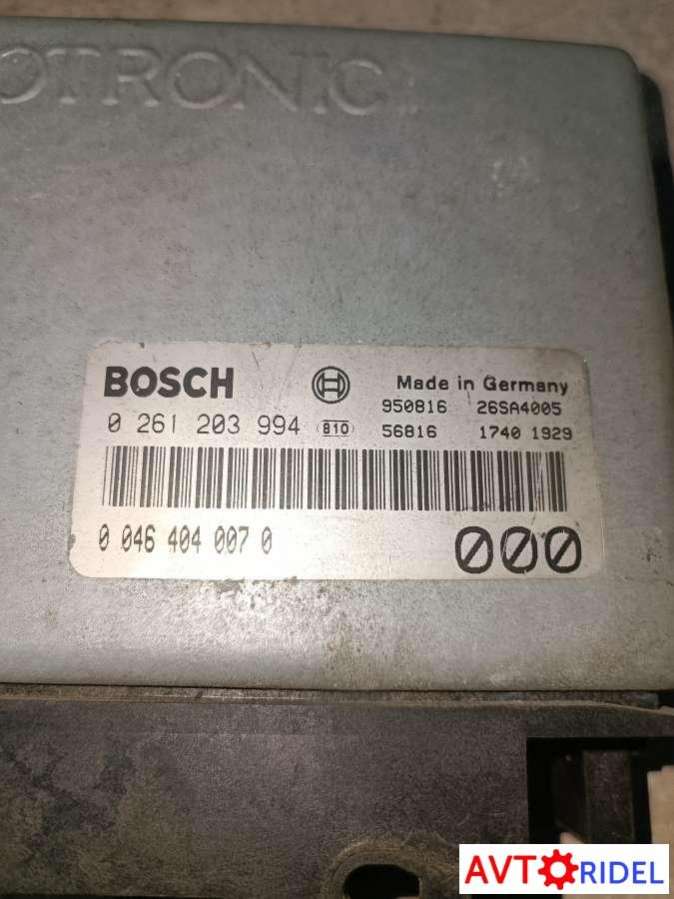 OTRONIC
BOSCH Made in Germany
0 261 203 994 810 950816 26SA4005
56816 1740 1929
0 046 404 007 0 000
AVTORIDEL